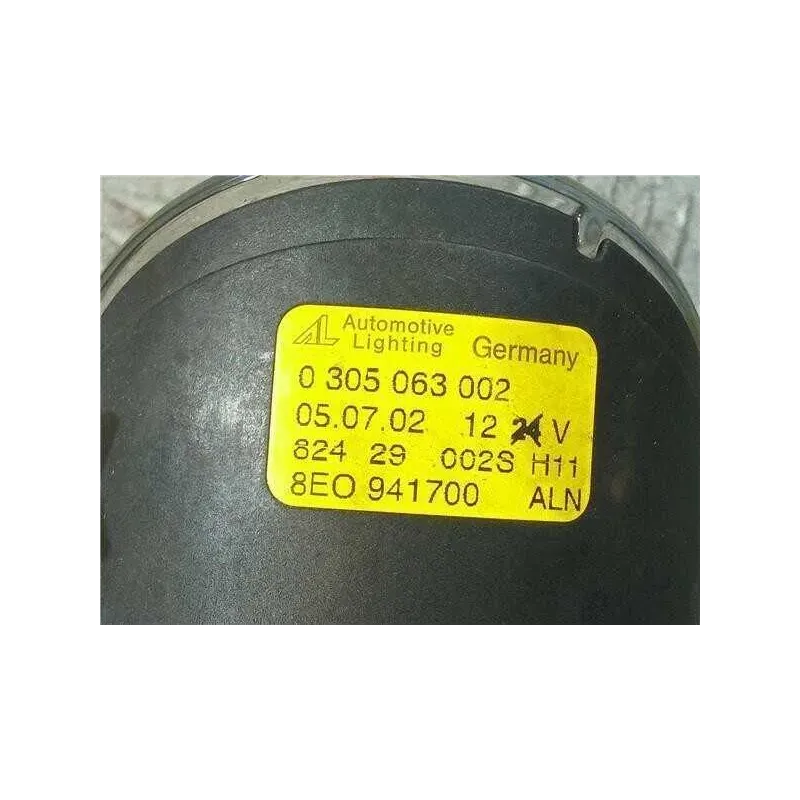 AL Automotive Lighting Germany
0 305 063 002
05.07.02 12 24 V
824 29 002S H11
8EO 941700 ALN